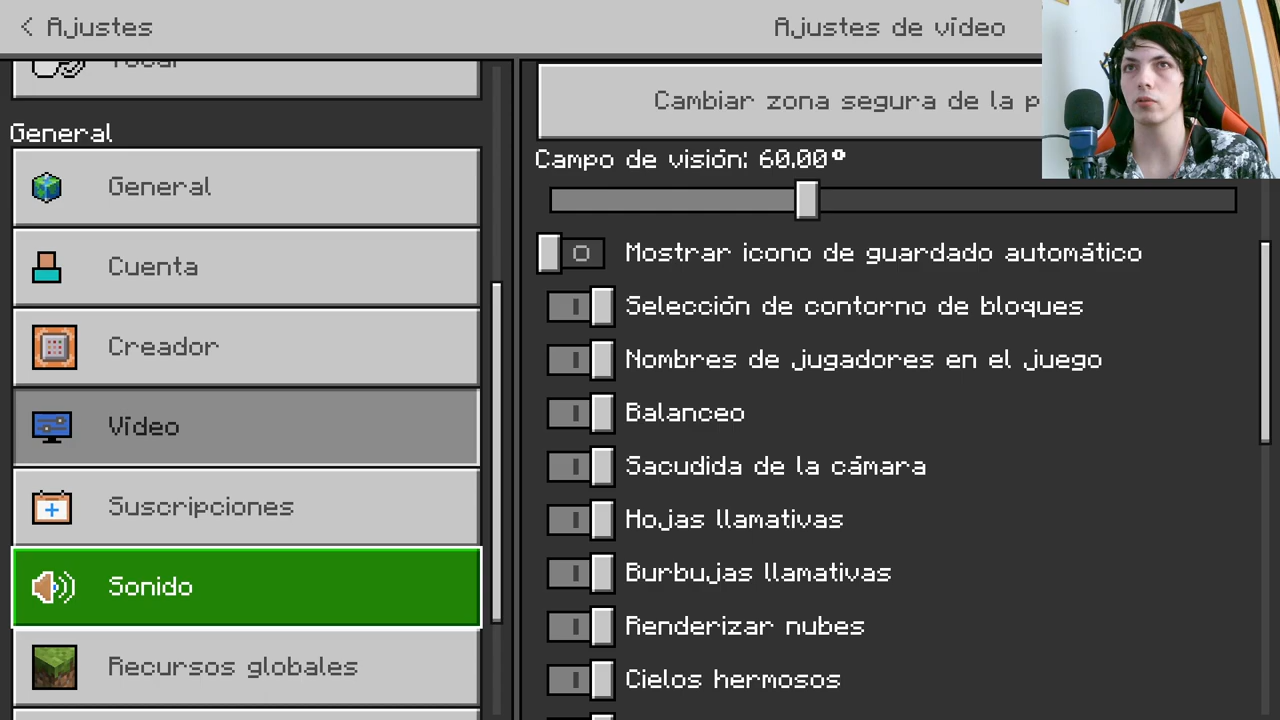 Ajustes
Ajustes de vídeo
Tocar
General
General
Cuenta
Creador
Vídeo
Suscripciones
Sonido
Recursos globales
Cambiar zona segura de la p
Campo de visión: 60.00°
Mostrar icono de guardado automático
Selección de contorno de bloques
Nombres de jugadores en el juego
Balanceo
Sacudida de la cámara
Hojas llamativas
Burbujas llamativas
Renderizar nubes
Cielos hermosos